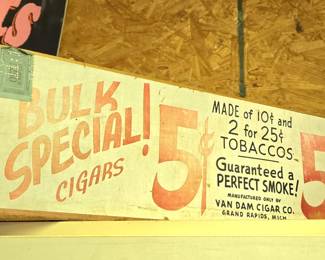 BULK
SPECIAL!
CIGARS
5¢
MADE OF 10¢ and
2 for 25¢
TOBACCOS
Guaranteed a
PERFECT SMOKE!
MANUFACTURED ONLY BY
VAN DAM CIGAR CO.
GRAND RAPIDS, MICH.
5